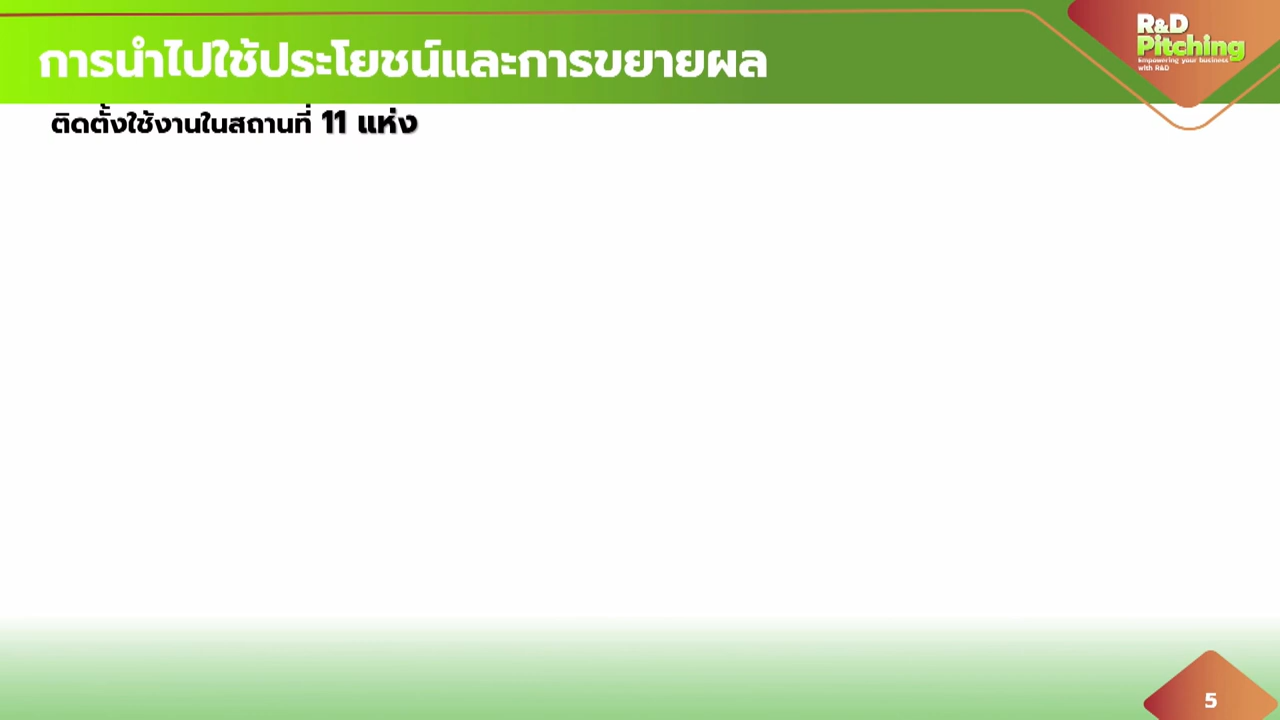 การนำไปใช้ประโยชน์และการขยายผล
R&D
Pitching
Empowering your business
with R&D
ติดตั้งใช้งานในสถานที่ 11 แห่ง
5